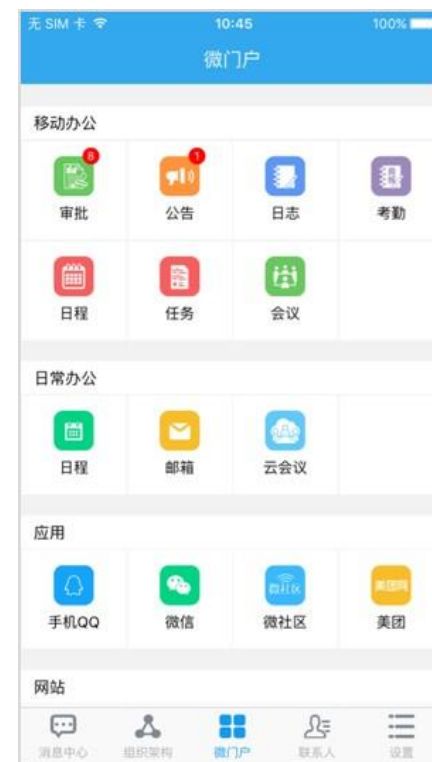 无 SIM 卡 10:45 100%
微门户
移动办公
8 1
审批 公告 日志 考勤
日程 任务 会议
日常办公
日程 邮箱 云会议
应用
微社区 美团网
手机QQ 微信 微社区 美团
网站
消息中心 组织架构 微门户 联系人 设置